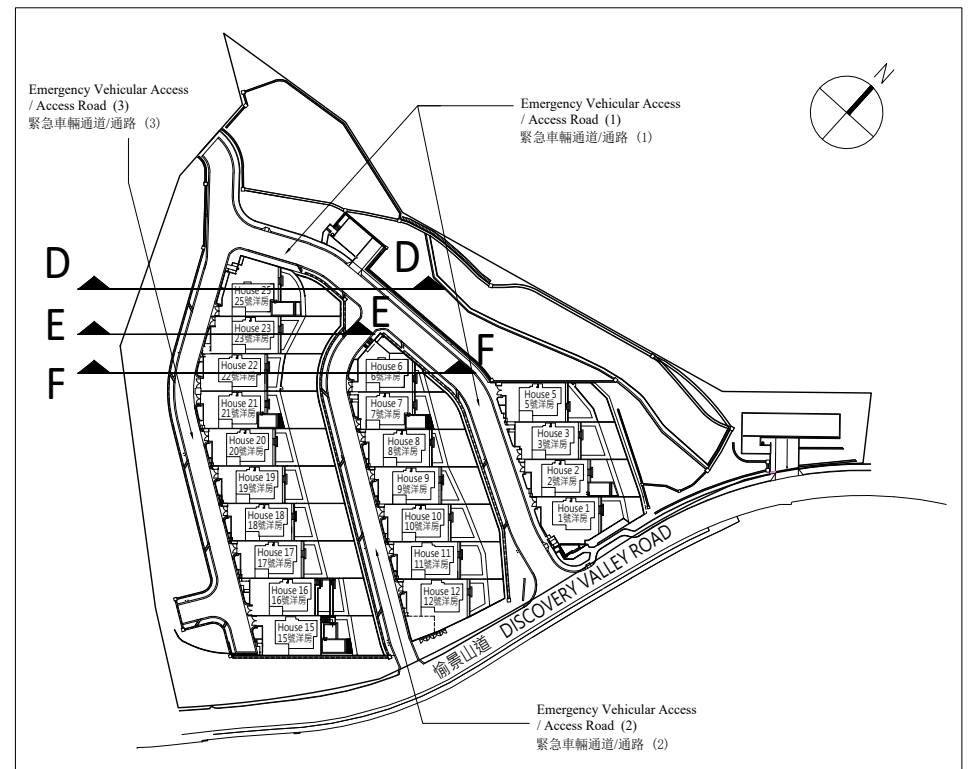 Emergency Vehicular Access
/ Access Road (3)
緊急車輛通道/通路 (3)
Emergency Vehicular Access
/ Access Road (1)
緊急車輛通道/通路 (1)
N
D
D
E
E
F
F
House 25
25號洋房
House 23
23號洋房
House 22
22號洋房
House 21
21號洋房
House 20
20號洋房
House 19
19號洋房
House 18
18號洋房
House 17
17號洋房
House 16
16號洋房
House 15
15號洋房
House 6
6號洋房
House 7
7號洋房
House 8
8號洋房
House 9
9號洋房
House 10
10號洋房
House 11
11號洋房
House 12
12號洋房
House 5
5號洋房
House 3
3號洋房
House 2
2號洋房
House 1
1號洋房
愉景山道 DISCOVERY VALLEY ROAD
Emergency Vehicular Access
/ Access Road (2)
緊急車輛通道/通路 (2)